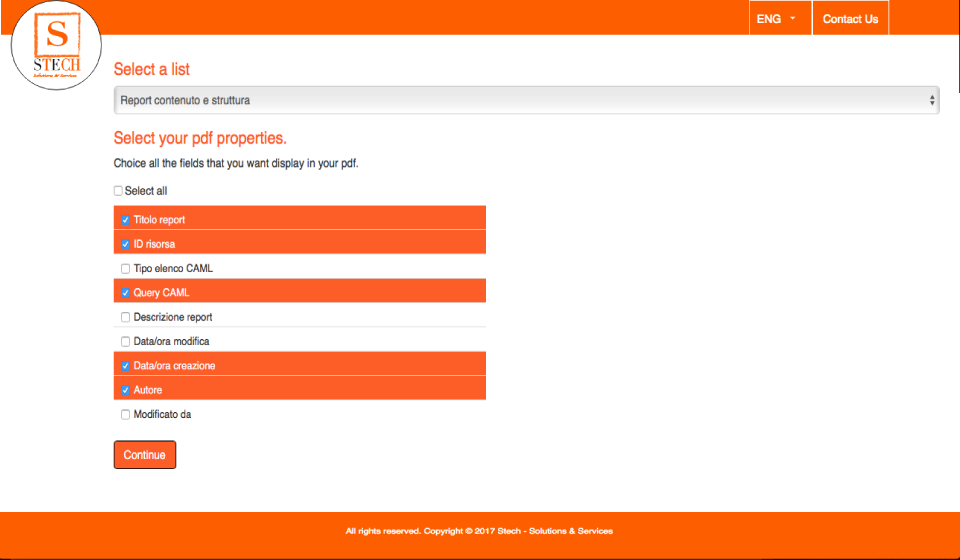 ENG
Contact Us
S
STECH
Solutions & Services
Select a list
Report contenuto e struttura
Select your pdf properties.
Choice all the fields that you want display in your pdf.
Select all
Titolo report
ID risorsa
Tipo elenco CAML
Query CAML
Descrizione report
Data/ora modifica
Data/ora creazione
Autore
Modificato da
Continue
All rights reserved. Copyright © 2017 Stech - Solutions & Services